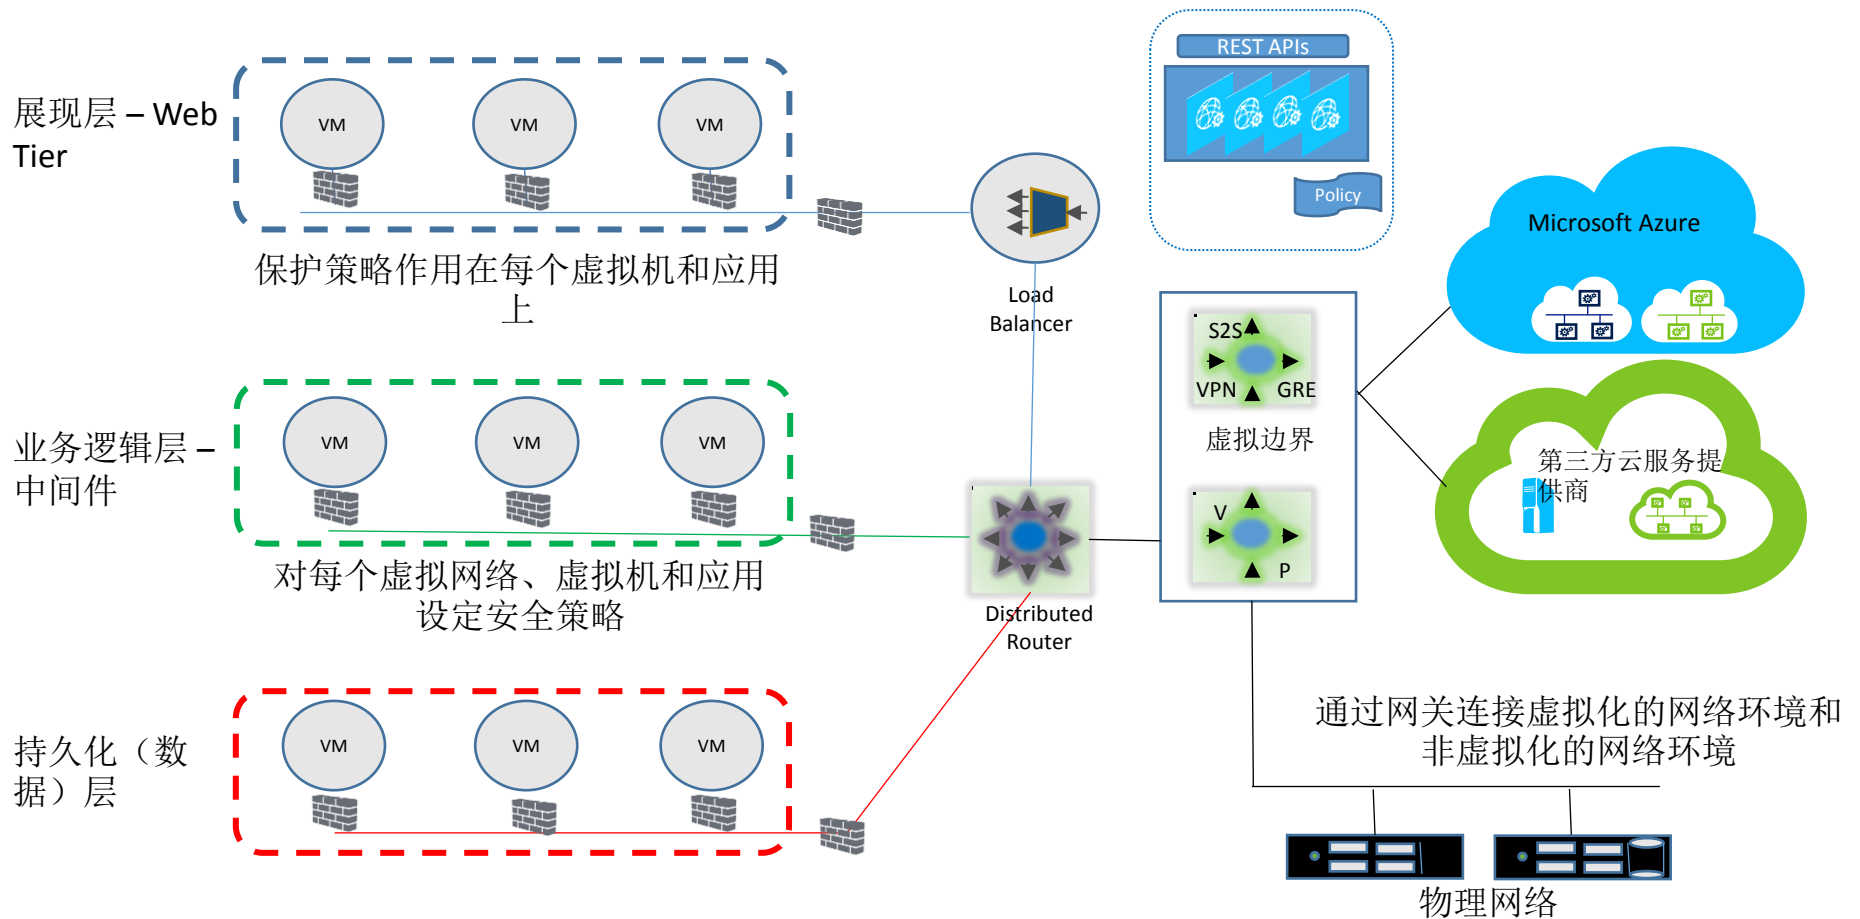 REST APIs
Policy
展现层 – Web
Tier
VM
VM
VM
保护策略作用在每个虚拟机和应用
上
Load
Balancer
Microsoft Azure
业务逻辑层 –
中间件
VM
VM
VM
对每个虚拟网络、虚拟机和应用
设定安全策略
S2S
VPN
GRE
虚拟边界
V
P
第三方云服务提
供商
Distributed
Router
持久化（数
据）层
VM
VM
VM
通过网关连接虚拟化的网络环境和
非虚拟化的网络环境
物理网络